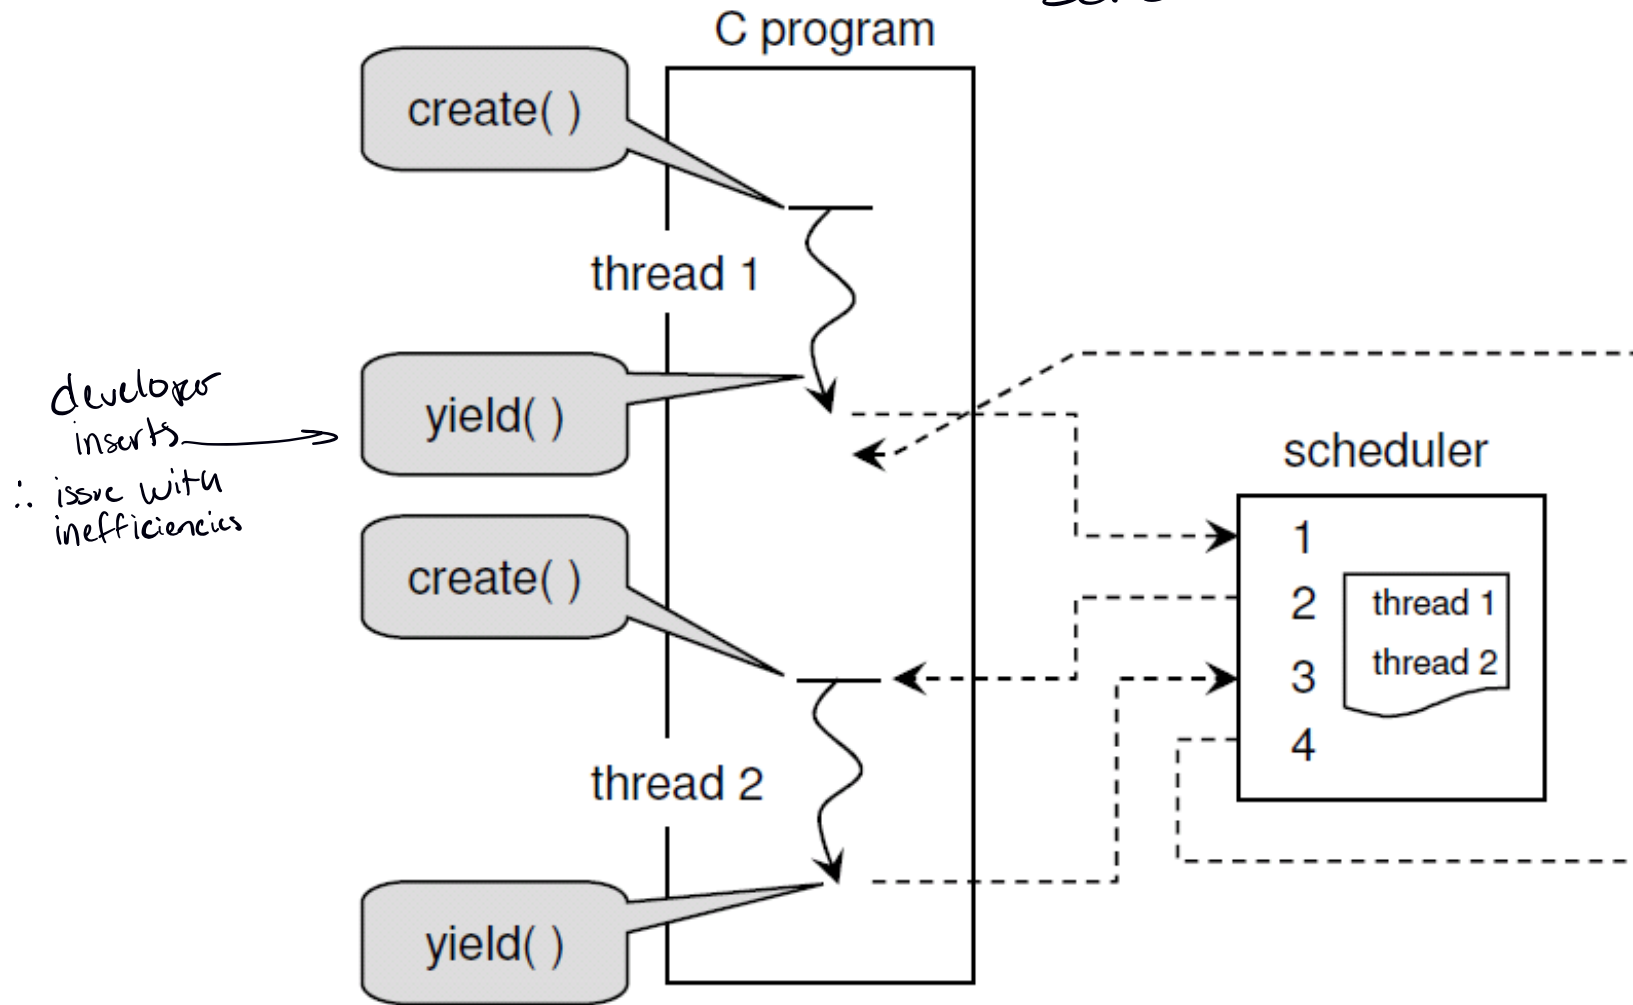 C program
create( )
thread 1
developer
inserts
yield( )
∴ issue with
inefficiencies
scheduler
1
2
3
4
thread 1
thread 2
create( )
thread 2
yield( )